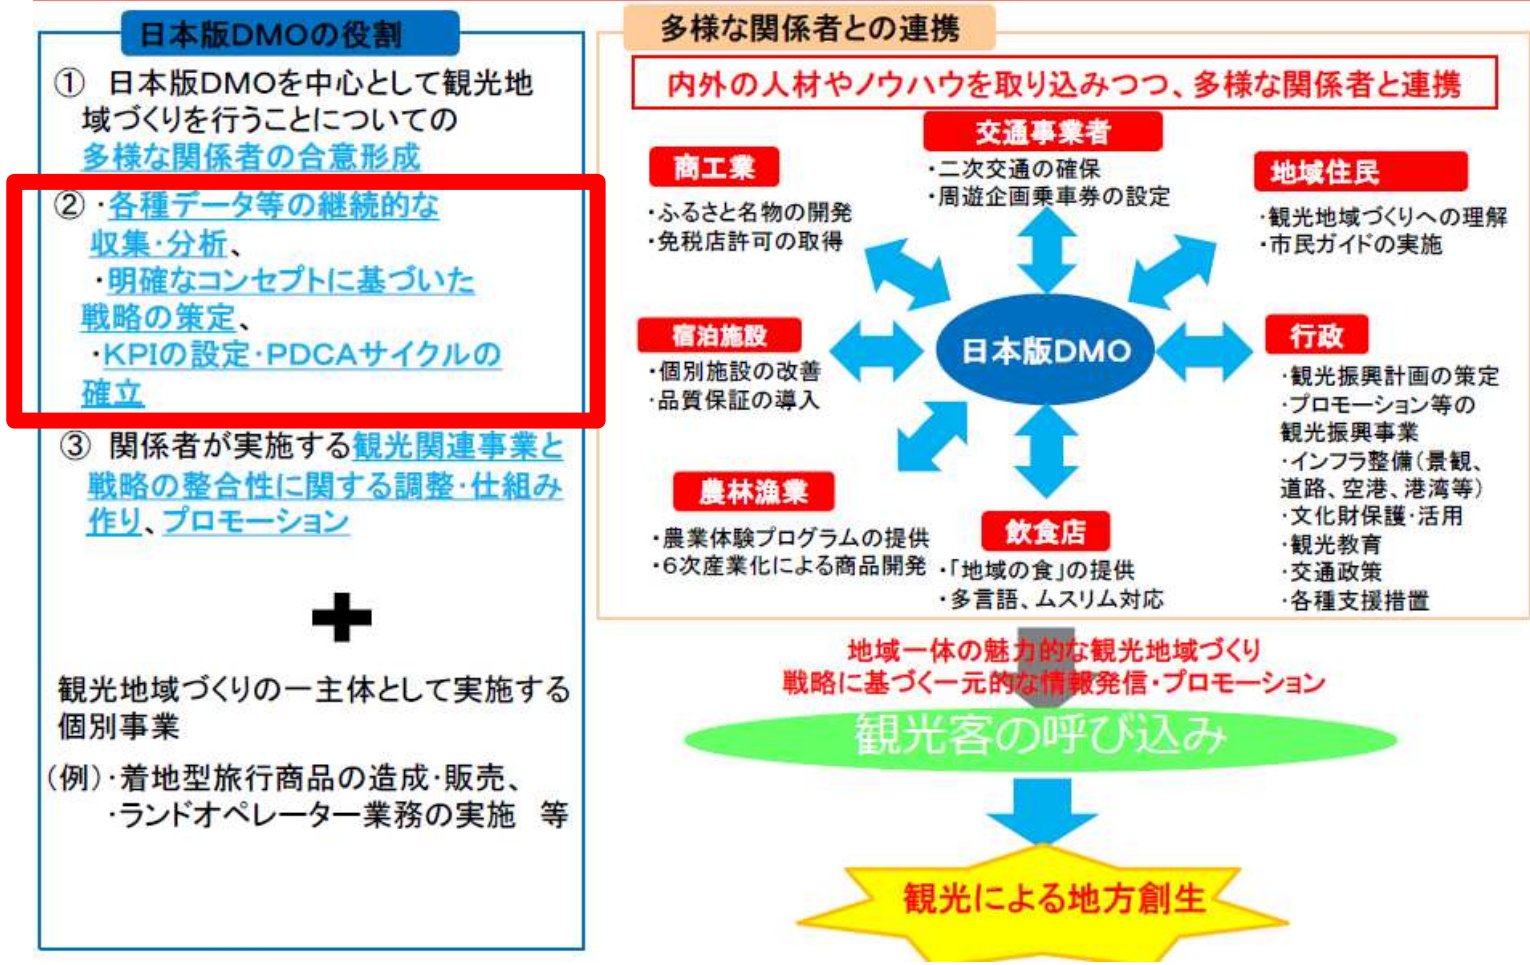 日本版DMOの役割
① 日本版DMOを中心として観光地
域づくりを行うことについての
多様な関係者の合意形成
②・各種データ等の継続的な
収集・分析、
・明確なコンセプトに基づいた
戦略の策定、
・KPIの設定・PDCAサイクルの
確立
③ 関係者が実施する観光関連事業と
戦略の整合性に関する調整・仕組み
作り、プロモーション
観光地域づくりの一主体として実施する
個別事業
(例)・着地型旅行商品の造成・販売、
・ランドオペレーター業務の実施 等
多様な関係者との連携
内外の人材やノウハウを取り込みつつ、多様な関係者と連携
交通事業者
・二次交通の確保
・周遊企画乗車券の設定
商工業
・ふるさと名物の開発
・免税店許可の取得
地域住民
・観光地域づくりへの理解
・市民ガイドの実施
宿泊施設
・個別施設の改善
・品質保証の導入
日本版DMO
行政
・観光振興計画の策定
・プロモーション等の
観光振興事業
・インフラ整備(景観、
道路、空港、港湾等)
・文化財保護・活用
・観光教育
・交通政策
・各種支援措置
農林漁業
・農業体験プログラムの提供
・6次産業化による商品開発
飲食店
・「地域の食」の提供
・多言語、ムスリム対応
地域一体の魅力的な観光地域づくり
戦略に基づく一元的な情報発信・プロモーション
観光客の呼び込み
観光による地方創生